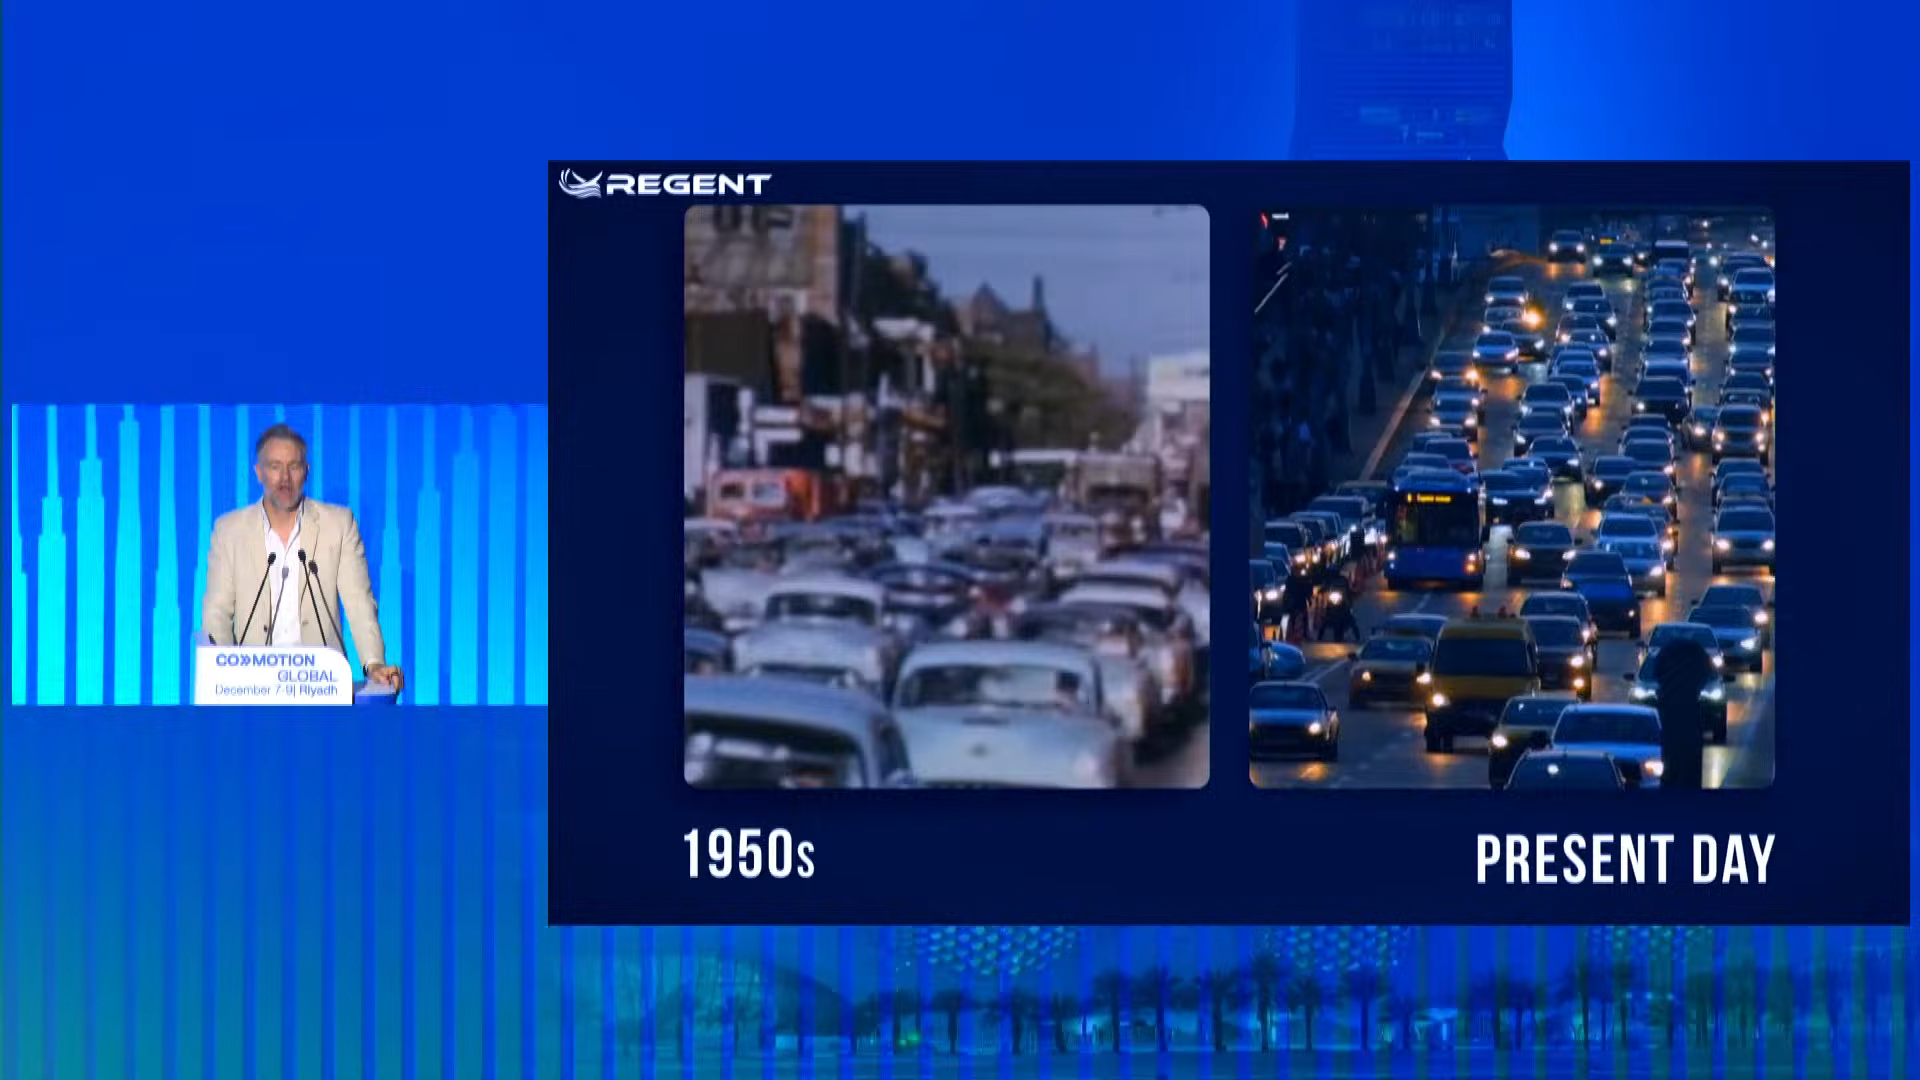 REGENT
1950s
PRESENT DAY
CO»MOTION
GLOBAL
December 7-9| Riyadh